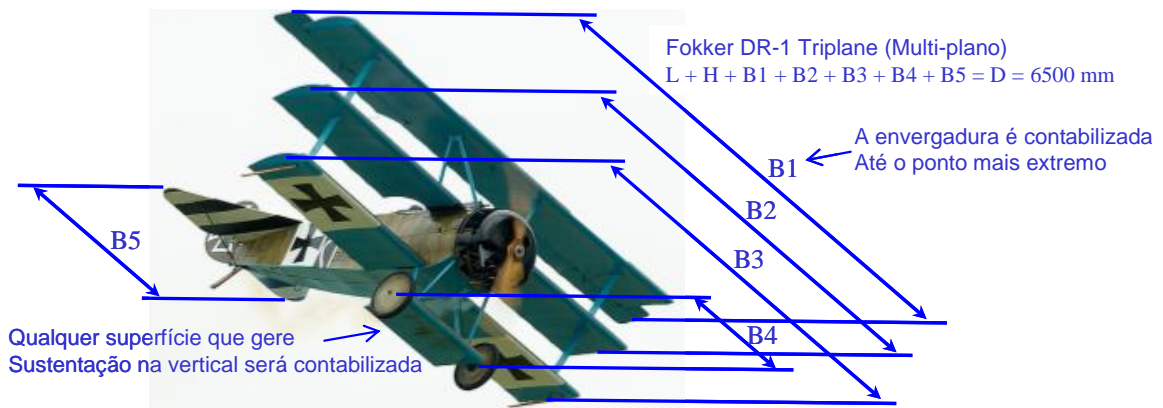 Fokker DR-1 Triplane (Multi-plano)
L + H + B1 + B2 + B3 + B4 + B5 = D = 6500 mm
A envergadura é contabilizada
Até o ponto mais extremo
B1
B2
B3
B5
B4
Qualquer superfície que gere
Sustentação na vertical será contabilizada